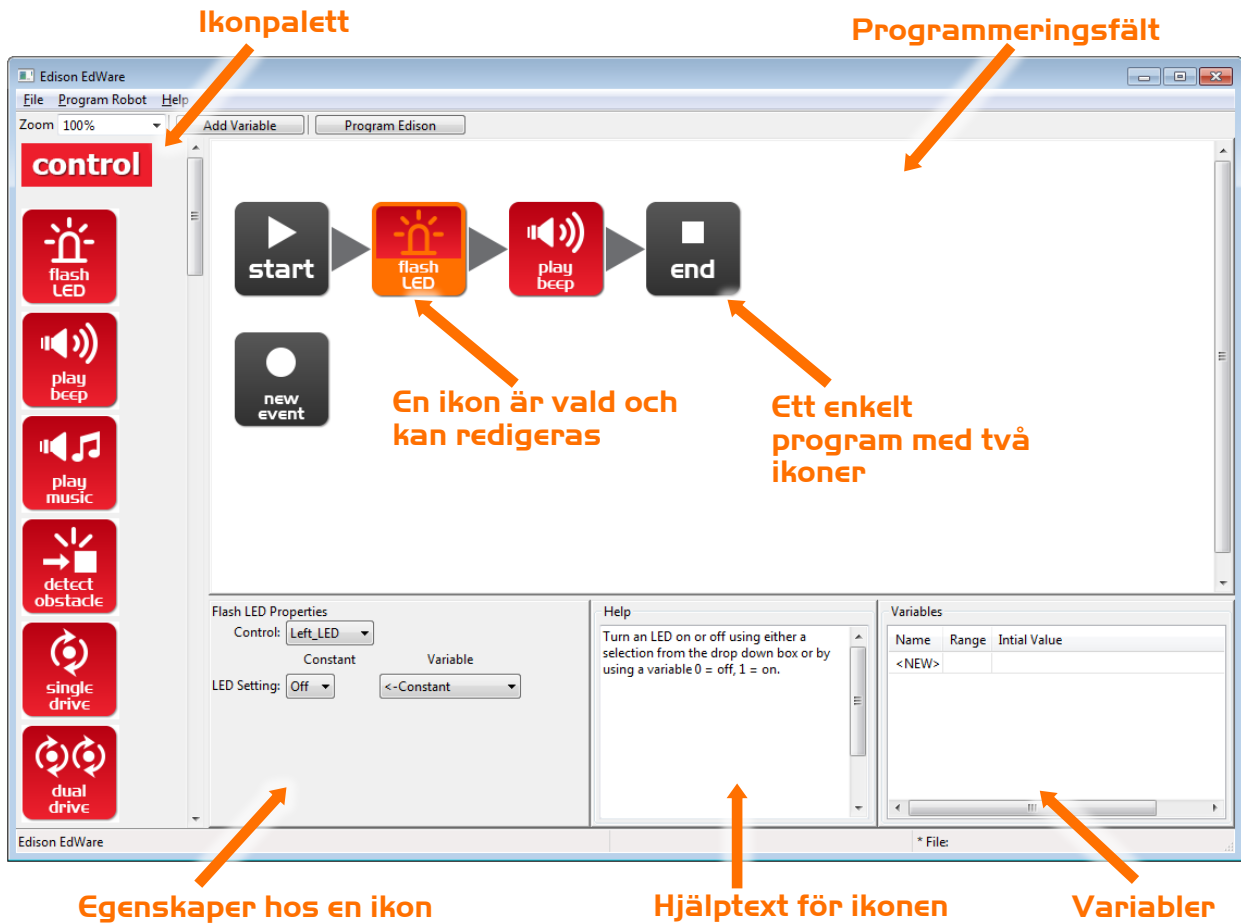 Ikonpalett
Programmeringsfält
Edison EdWare
File Program Robot Help
Zoom 100% Add Variable Program Edison
control
flash
LED
play
beep
play
music
detect
obstacle
single
drive
dual
drive
start
flash
LED
play
beep
end
new
event
En ikon är vald och
kan redigeras
Ett enkelt
program med två
ikoner
Flash LED Properties
Control: Left_LED
Constant Variable
LED Setting: Off <-Constant
Help
Turn an LED on or off using either a
selection from the drop down box or by
using a variable 0 = off, 1 = on.
Variables
Name Range Intial Value
<NEW>
Edison EdWare
* File:
Egenskaper hos en ikon
Hjälptext för ikonen
Variabler